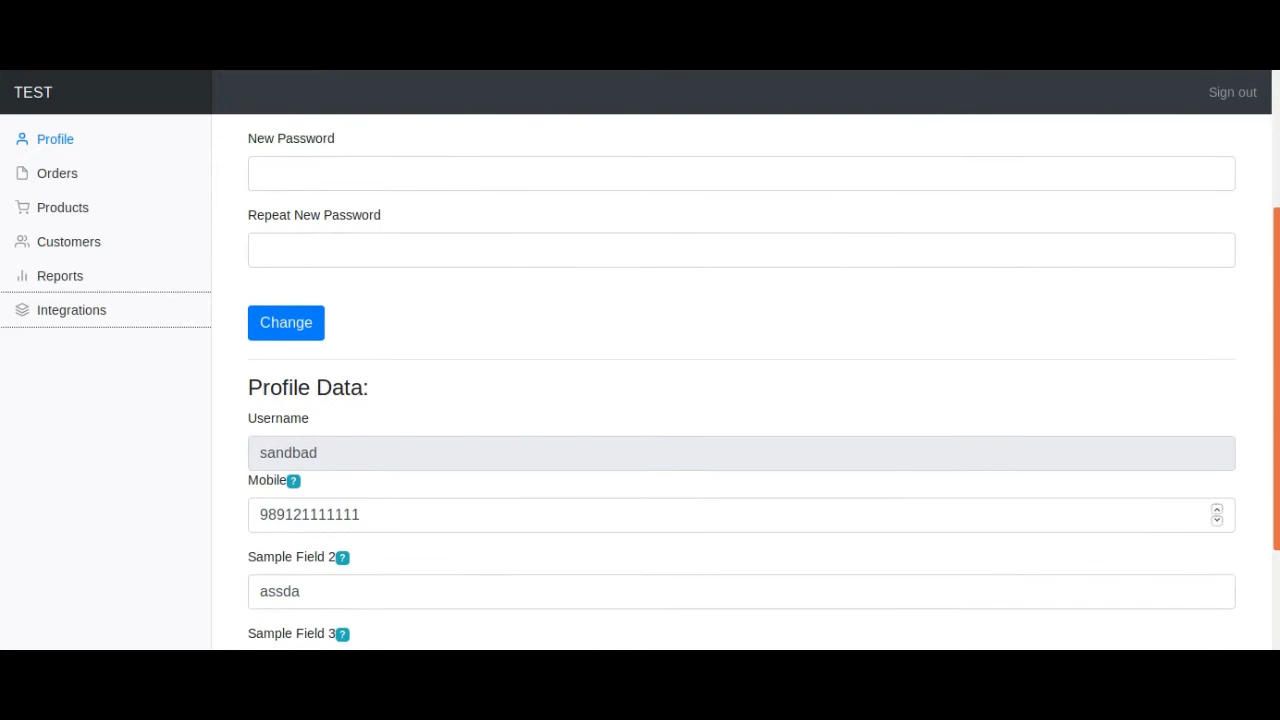 TEST
Sign out
Profile
Orders
Products
Customers
Reports
Integrations
New Password
Repeat New Password
Change
Profile Data:
Username
sandbad
Mobile ?
989121111111
Sample Field 2 ?
assda
Sample Field 3 ?